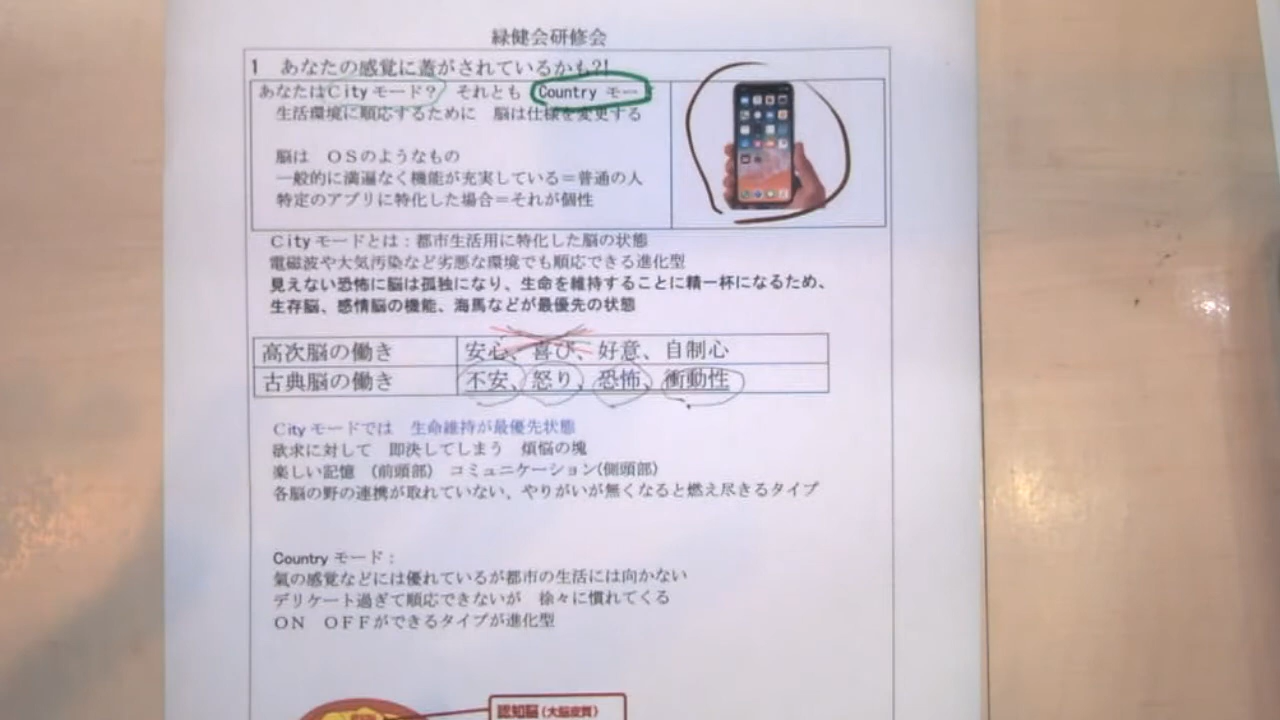 緑健会研修会
1　あなたの感覚に蓋がされているかも?!
あなたはCityモード？　それとも　Country モー
生活環境に順応するために　脳は仕様を変更する
脳は　ＯＳのようなもの
一般的に満遍なく機能が充実している＝普通の人
特定のアプリに特化した場合＝それが個性
Cityモードとは：都市生活用に特化した脳の状態
電磁波や大気汚染など劣悪な環境でも順応できる進化型
見えない恐怖に脳は孤独になり、生命を維持することに精一杯になるため、
生存脳、感情脳の機能、海馬などが最優先の状態
高次脳の働き　安心、喜び、好意、自制心
古典脳の働き　不安、怒り、恐怖、衝動性
Cityモードでは　生命維持が最優先状態
欲求に対して　即決してしまう　煩悩の塊
楽しい記憶　(前頭部)　コミュニケーション(側頭部)
各脳の野の連携が取れていない、やりがいが無くなると燃え尽きるタイプ
Country モード：
氣の感覚などには優れているが都市の生活には向かない
デリケート過ぎて順応できないが　徐々に慣れてくる
ＯＮ　ＯＦＦができるタイプが進化型
認知脳（大脳皮質）